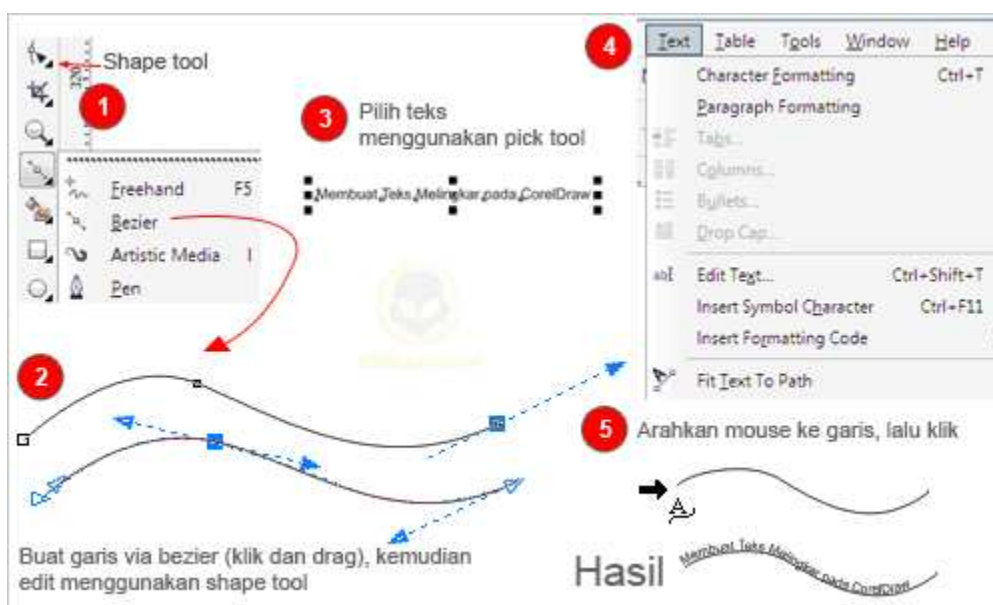 Shape tool
320
1
Freehand F5
Bezier
Artistic Media I
Pen
2
Buat garis via bezier (klik dan drag), kemudian
edit menggunakan shape tool
3
Pilih teks
menggunakan pick tool
Membuat Teks Melingkar pada CorelDraw
4
Text Table Tools Window Help
Character Formatting Ctrl+T
Paragraph Formatting
Tabs...
Columns...
Bullets...
Drop Cap...
abI Edit Text... Ctrl+Shift+T
Insert Symbol Character Ctrl+F11
Insert Formatting Code
Fit Text To Path
5
Arahkan mouse ke garis, lalu klik
A
Hasil
Membuat Teks Melingkar pada CorelDraw